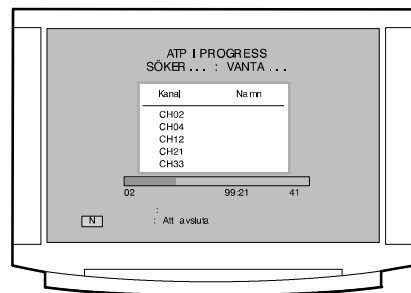 ATP I PROGRESS
SÖKER... : VANTA...
Kanal Namn
CH02
CH04
CH12
CH21
CH33
02 99:21 41
:
N : Att avsluta